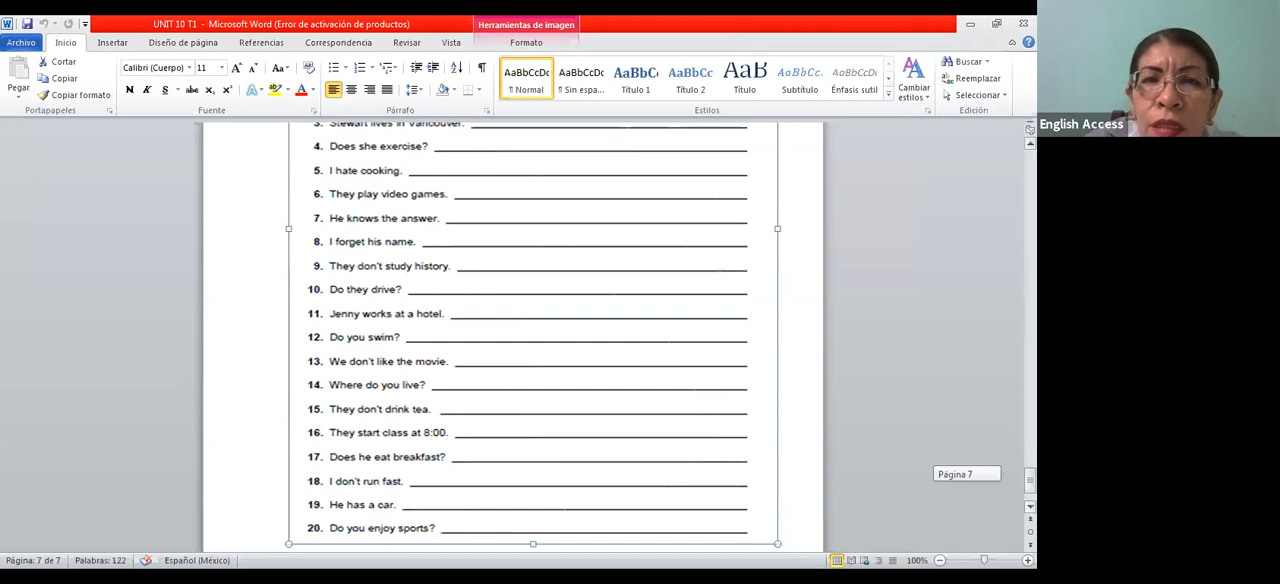 UNIT 10 T1 - Microsoft Word (Error de activación de productos)
Herramientas de imagen
Archivo Inicio Insertar Diseño de página Referencias Correspondencia Revisar Vista Formato
Cortar
Copiar
Copiar formato
Pegar
Portapapeles
Calibri (Cuerpo) 11
Fuente
Párrafo
AaBbCcDc AaBbCcDc AaBbC AaBbCc AaB AaBbCc. AaBbCcDc
¶ Normal ¶ Sin espa... Título 1 Título 2 Título Subtítulo Énfasis sutil
Estilos
Cambiar estilos
Buscar
Reemplazar
Seleccionar
Edición
English Access
3. Stewart lives in Vancouver.
4. Does she exercise?
5. I hate cooking.
6. They play video games.
7. He knows the answer.
8. I forget his name.
9. They don't study history.
10. Do they drive?
11. Jenny works at a hotel.
12. Do you swim?
13. We don't like the movie.
14. Where do you live?
15. They don't drink tea.
16. They start class at 8:00.
17. Does he eat breakfast?
18. I don't run fast.
19. He has a car.
20. Do you enjoy sports?
Página 7
Página: 7 de 7 Palabras: 122 Español (México) 100%